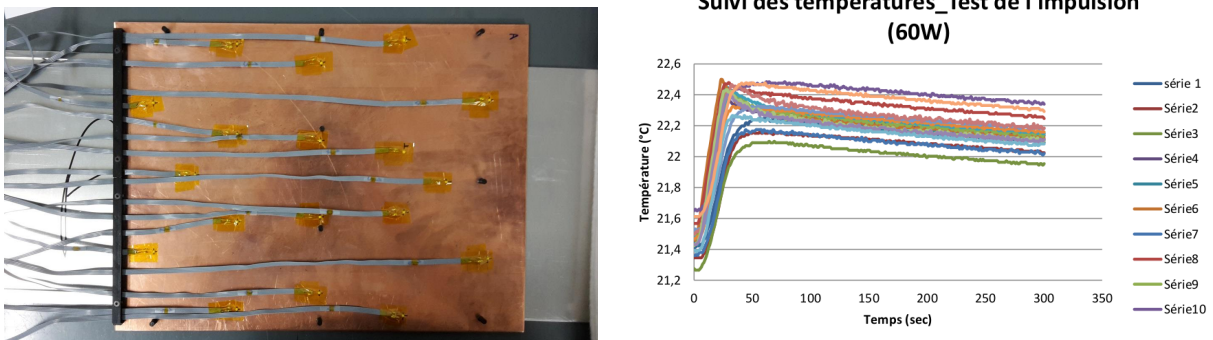 Suivi des températures_Test de l'impulsion
(60W)
22,6
22,4
22,2
22
21,8
21,6
21,4
21,2
Température (°C)
0
50
100
150
200
250
300
350
Temps (sec)
série 1
Série2
Série3
Série4
Série5
Série6
Série7
Série8
Série9
Série10